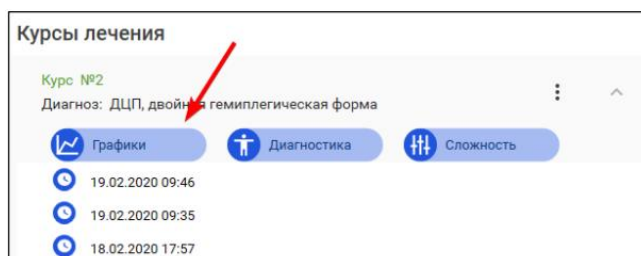 Курсы лечения
Курс №2
Диагноз: ДЦП, двойная гемиплегическая форма
Графики
Диагностика
Сложность
19.02.2020 09:46
19.02.2020 09:35
18.02.2020 17:57